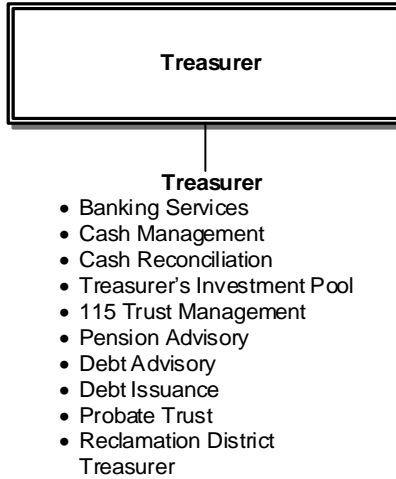 Treasurer
Treasurer
• Banking Services
• Cash Management
• Cash Reconciliation
• Treasurer's Investment Pool
• 115 Trust Management
• Pension Advisory
• Debt Advisory
• Debt Issuance
• Probate Trust
• Reclamation District
Treasurer